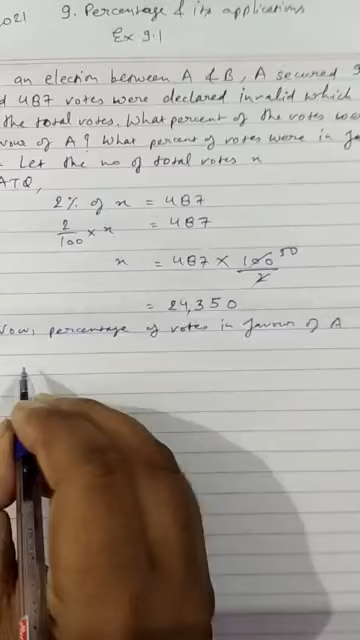 2021 9. Percentage & its applications
Ex 9.1
an election between A & B, A secured 9
487 votes were declared invalid which
the total votes. What percent of the votes
vour of A? What percent of votes were in
Let the no of total votes x
ATQ,
2% of x = 487
2/100 × x = 487
x = 487 × 100 50 / 2
= 24,350
Now, percentage of votes in favour of A